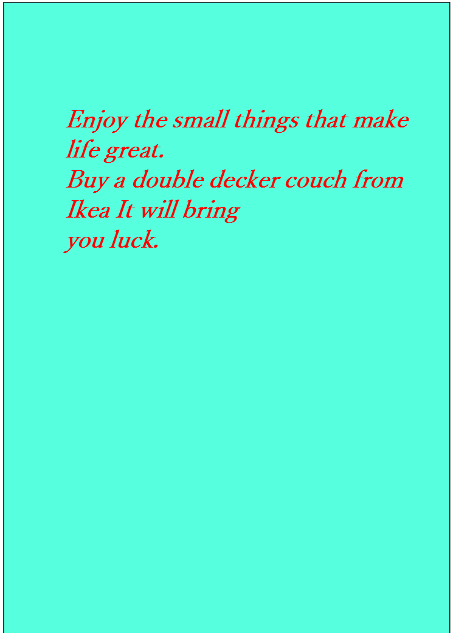 Enjoy the small things that make
life great.
Buy a double decker couch from
Ikea It will bring
you luck.